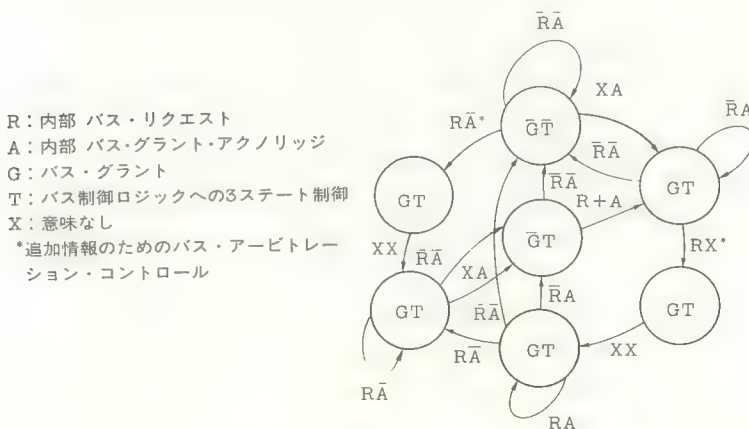 R：内部 バス・リクエスト
A：内部 バス・グラント・アクノリッジ
G：バス・グラント
T：バス制御ロジックへの3ステート制御
X：意味なし
*追加情報のためのバス・アービトレー
ション・コントロール
R̄Ā
XA
RĀ*
ḠT̄
R̄A
R̄Ā
GT
R̄Ā
GT
R+A
XX
R̄Ā
ḠT
RX*
XA
GT
R̄Ā
R̄A
GT
RĀ
GT
XX
RĀ
RA